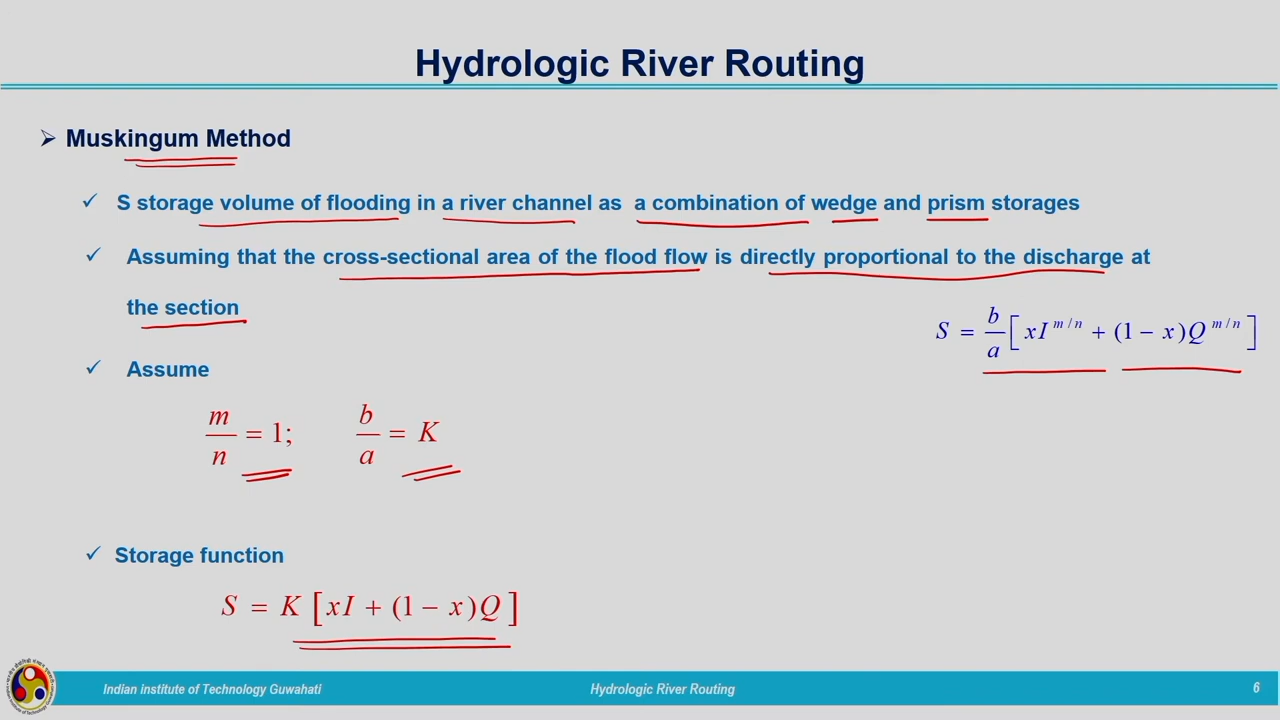 Hydrologic River Routing
➢ Muskingum Method
✓ S storage volume of flooding in a river channel as a combination of wedge and prism storages
✓ Assuming that the cross-sectional area of the flood flow is directly proportional to the discharge at
the section
S = b/a [ xI^{m/n} + (1 − x)Q^{m/n} ]
✓ Assume
m/n = 1; b/a = K
✓ Storage function
S = K [ xI + (1 − x)Q ]
Indian institute of Technology Guwahati Hydrologic River Routing 6